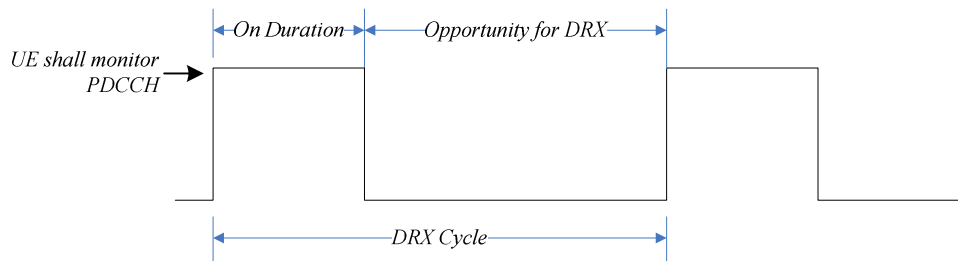 On Duration
Opportunity for DRX
UE shall monitor
PDCCH
DRX Cycle